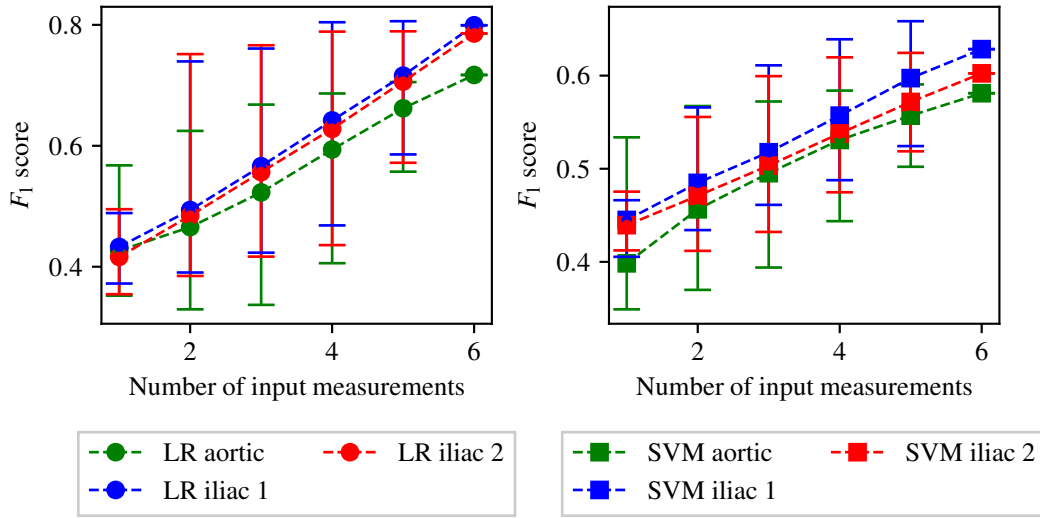 0.8
0.6
0.4
F₁ score
2
4
6
Number of input measurements
LR aortic
LR iliac 2
LR iliac 1
0.6
0.5
0.4
F₁ score
2
4
6
Number of input measurements
SVM aortic
SVM iliac 2
SVM iliac 1